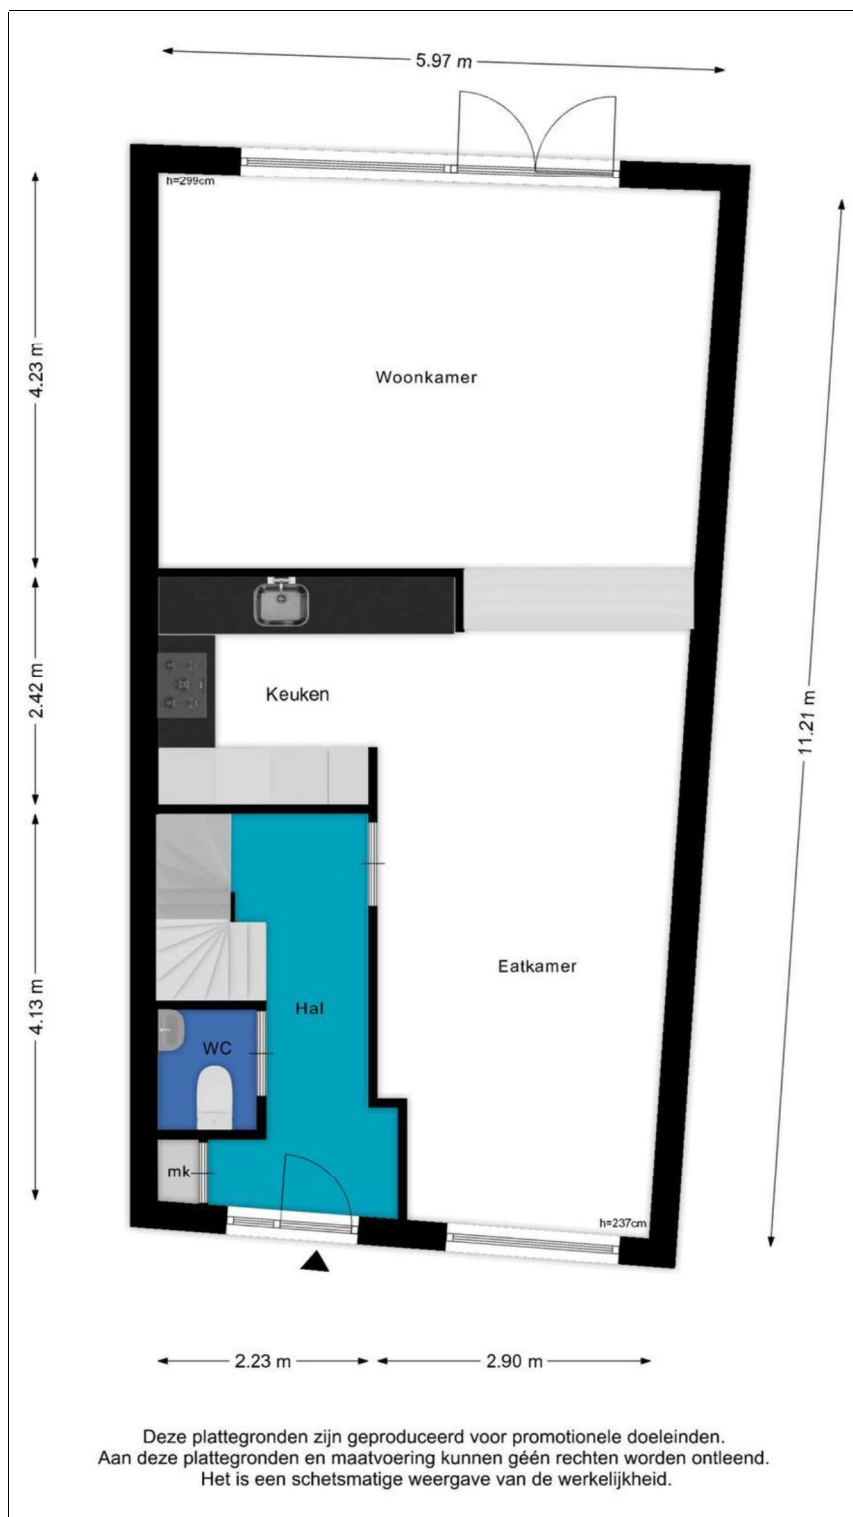 5.97 m
h=299cm
4.23 m
Woonkamer
2.42 m
Keuken
11.21 m
4.13 m
Eatkamer
Hal
WC
mk
h=237cm
2.23 m
2.90 m
Deze plattegronden zijn geproduceerd voor promotionele doeleinden.
Aan deze plattegronden en maatvoering kunnen géén rechten worden ontleend.
Het is een schetsmatige weergave van de werkelijkheid.